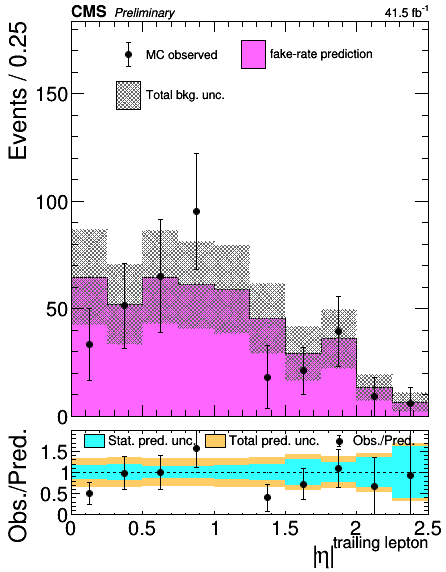 CMS Preliminary 41.5 fb-1
Events / 0.25
MC observed
fake-rate prediction
Total bkg. unc.
150
100
50
0
Obs./Pred.
Stat. pred. unc.
Total pred. unc.
Obs./Pred.
1.5
1
0.5
0
0 0.5 1 1.5 2 2.5
|η|trailing lepton